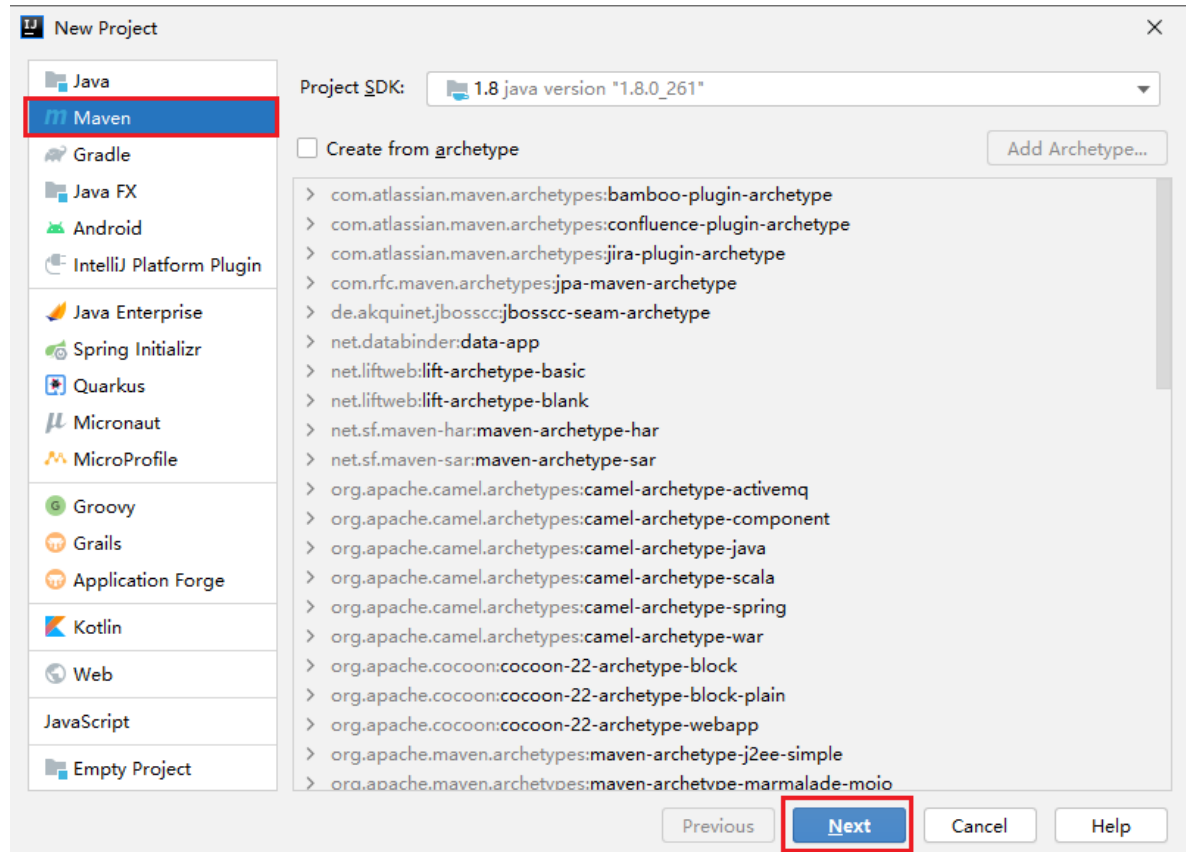 New Project
Java
Maven
Gradle
Java FX
Android
IntelliJ Platform Plugin
Java Enterprise
Spring Initializr
Quarkus
Micronaut
MicroProfile
Groovy
Grails
Application Forge
Kotlin
Web
JavaScript
Empty Project
Project SDK: 1.8 java version "1.8.0_261"
Create from archetype Add Archetype...
com.atlassian.maven.archetypes:bamboo-plugin-archetype
com.atlassian.maven.archetypes:confluence-plugin-archetype
com.atlassian.maven.archetypes:jira-plugin-archetype
com.rfc.maven.archetypes:jpa-maven-archetype
de.akquinet.jbosscc:jbosscc-seam-archetype
net.databinder:data-app
net.liftweb:lift-archetype-basic
net.liftweb:lift-archetype-blank
net.sf.maven-har:maven-archetype-har
net.sf.maven-sar:maven-archetype-sar
org.apache.camel.archetypes:camel-archetype-activemq
org.apache.camel.archetypes:camel-archetype-component
org.apache.camel.archetypes:camel-archetype-java
org.apache.camel.archetypes:camel-archetype-scala
org.apache.camel.archetypes:camel-archetype-spring
org.apache.camel.archetypes:camel-archetype-war
org.apache.cocoon:cocoon-22-archetype-block
org.apache.cocoon:cocoon-22-archetype-block-plain
org.apache.cocoon:cocoon-22-archetype-webapp
org.apache.maven.archetypes:maven-archetype-j2ee-simple
org.apache.maven.archetypes:maven-archetype-marmalade-mojo
Previous Next Cancel Help